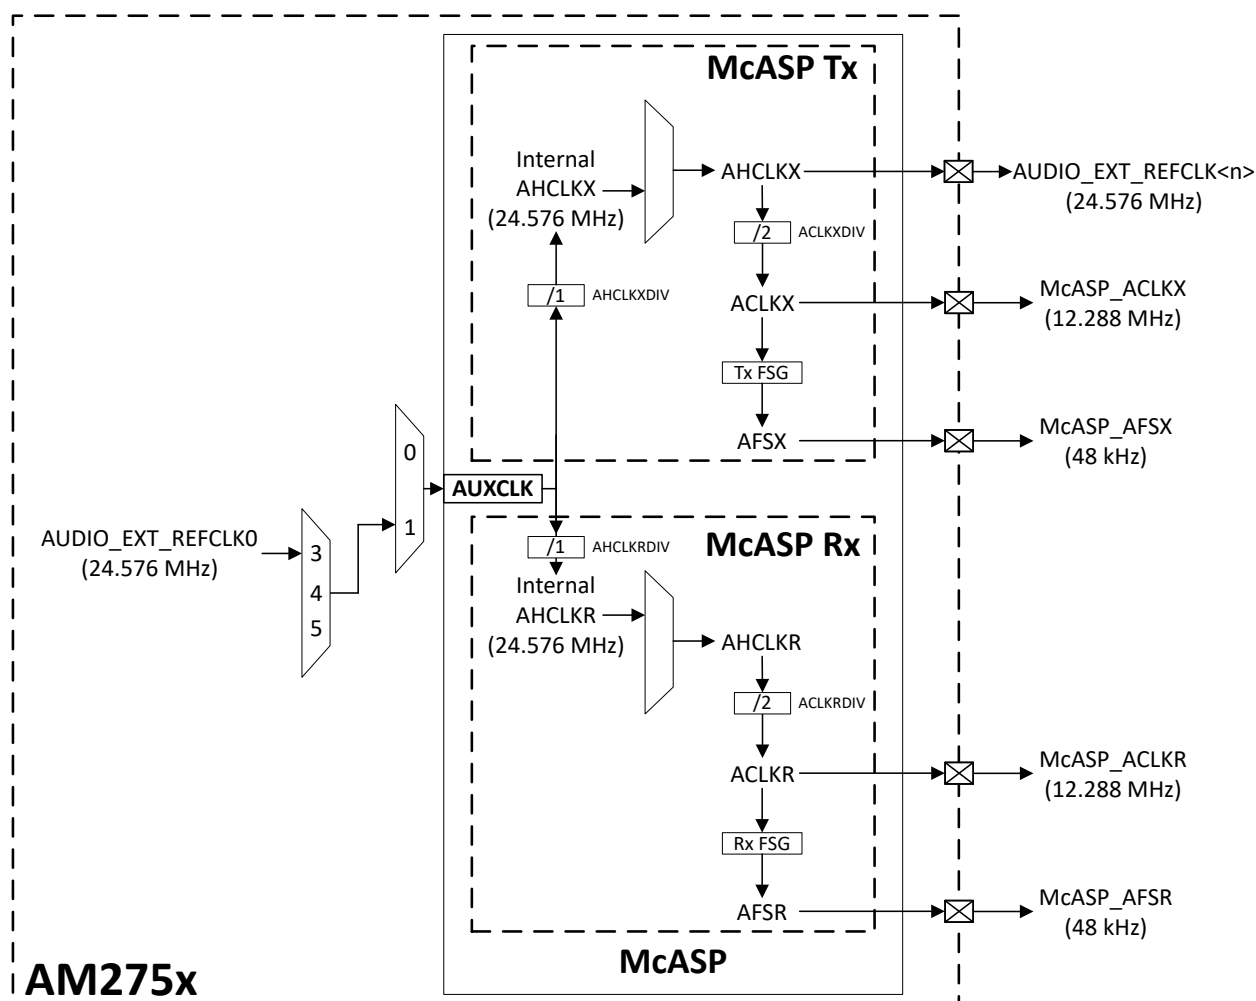 McASP Tx
Internal
AHCLKX
(24.576 MHz)
AHCLKX
AUDIO_EXT_REFCLK<n>
(24.576 MHz)
/2
ACLKXDIV
/1
AHCLKXDIV
ACLKX
McASP_ACLKX
(12.288 MHz)
Tx FSG
AFSX
McASP_AFSX
(48 kHz)
0
1
AUXCLK
AUDIO_EXT_REFCLK0
(24.576 MHz)
3
4
5
McASP Rx
/1
AHCLKRDIV
Internal
AHCLKR
(24.576 MHz)
AHCLKR
/2
ACLKRDIV
ACLKR
McASP_ACLKR
(12.288 MHz)
Rx FSG
AFSR
McASP_AFSR
(48 kHz)
McASP
AM275x